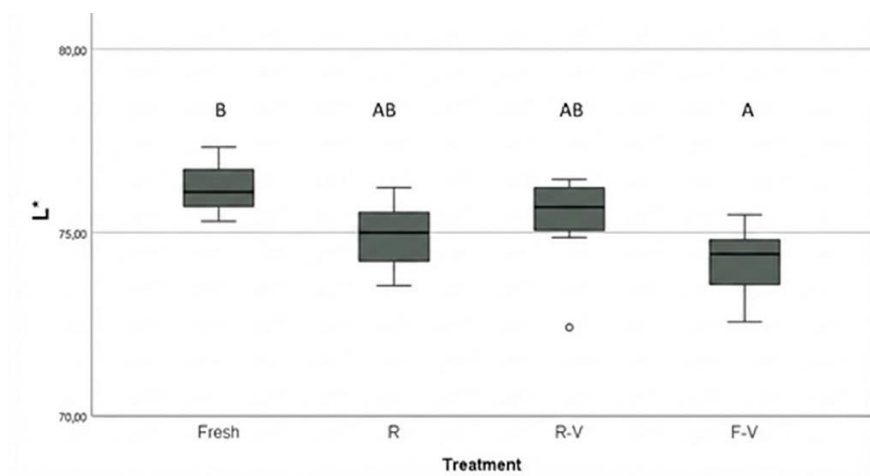 80,00
B AB AB A
L*
75,00
70,00
Fresh R R-V F-V
Treatment